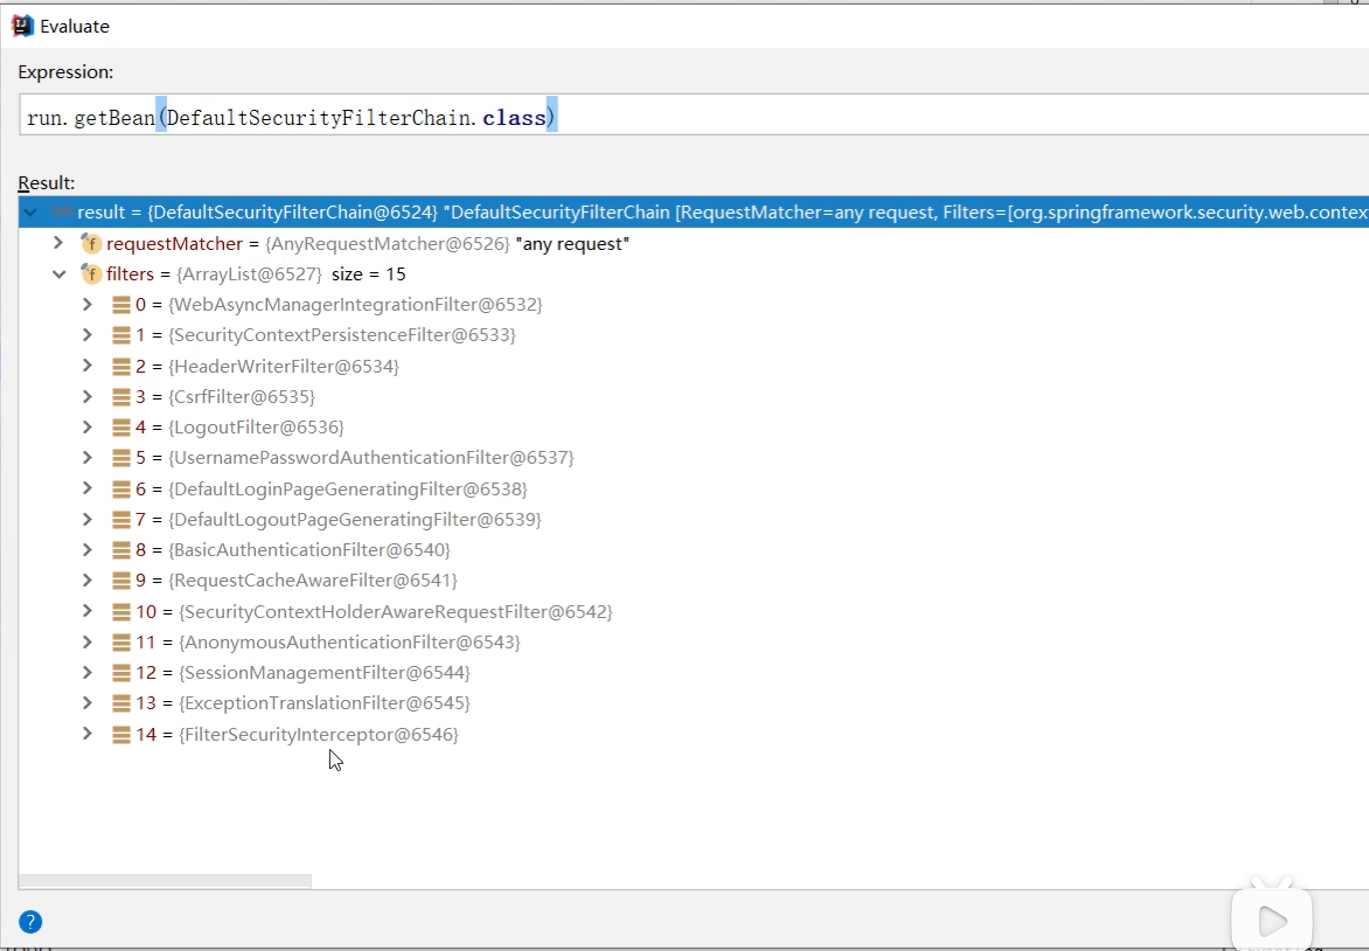 Evaluate
Expression:
run.getBean(DefaultSecurityFilterChain.class)
Result:
result = {DefaultSecurityFilterChain@6524} "DefaultSecurityFilterChain [RequestMatcher=any request, Filters=[org.springframework.security.web.contex
requestMatcher = {AnyRequestMatcher@6526} "any request"
filters = {ArrayList@6527} size = 15
0 = {WebAsyncManagerIntegrationFilter@6532}
1 = {SecurityContextPersistenceFilter@6533}
2 = {HeaderWriterFilter@6534}
3 = {CsrfFilter@6535}
4 = {LogoutFilter@6536}
5 = {UsernamePasswordAuthenticationFilter@6537}
6 = {DefaultLoginPageGeneratingFilter@6538}
7 = {DefaultLogoutPageGeneratingFilter@6539}
8 = {BasicAuthenticationFilter@6540}
9 = {RequestCacheAwareFilter@6541}
10 = {SecurityContextHolderAwareRequestFilter@6542}
11 = {AnonymousAuthenticationFilter@6543}
12 = {SessionManagementFilter@6544}
13 = {ExceptionTranslationFilter@6545}
14 = {FilterSecurityInterceptor@6546}